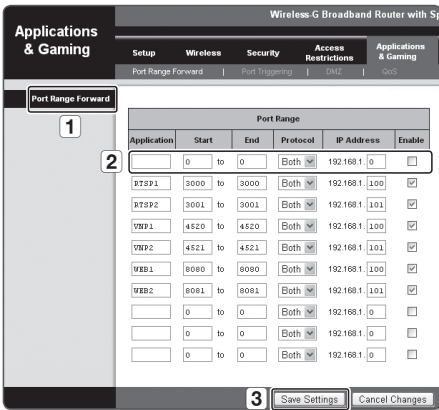 Wireless-G Broadband Router with Sp
Applications & Gaming
Setup Wireless Security Access Restrictions Applications & Gaming
Port Range Forward | Port Triggering | DMZ | QoS
Port Range Forward
1
Port Range
Application Start End Protocol IP Address Enable
2
0 to 0 Both 192.168.1. 0
RTSP1 3000 to 3000 Both 192.168.1. 100
RTSP2 3001 to 3001 Both 192.168.1. 101
VNP1 4520 to 4520 Both 192.168.1. 100
VNP2 4521 to 4521 Both 192.168.1. 101
WEB1 8080 to 8080 Both 192.168.1. 100
WEB2 8081 to 8081 Both 192.168.1. 101
0 to 0 Both 192.168.1. 0
0 to 0 Both 192.168.1. 0
0 to 0 Both 192.168.1. 0
3 Save Settings Cancel Changes